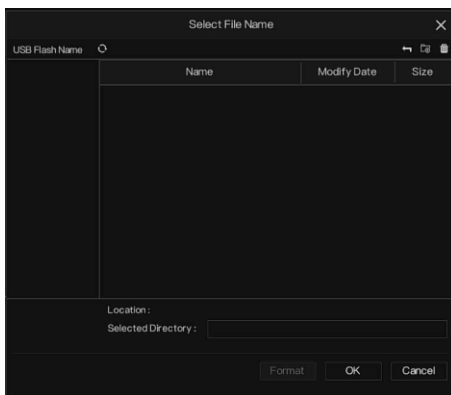 Select File Name
USB Flash Name
Name Modify Date Size
Location :
Selected Directory :
Format OK Cancel